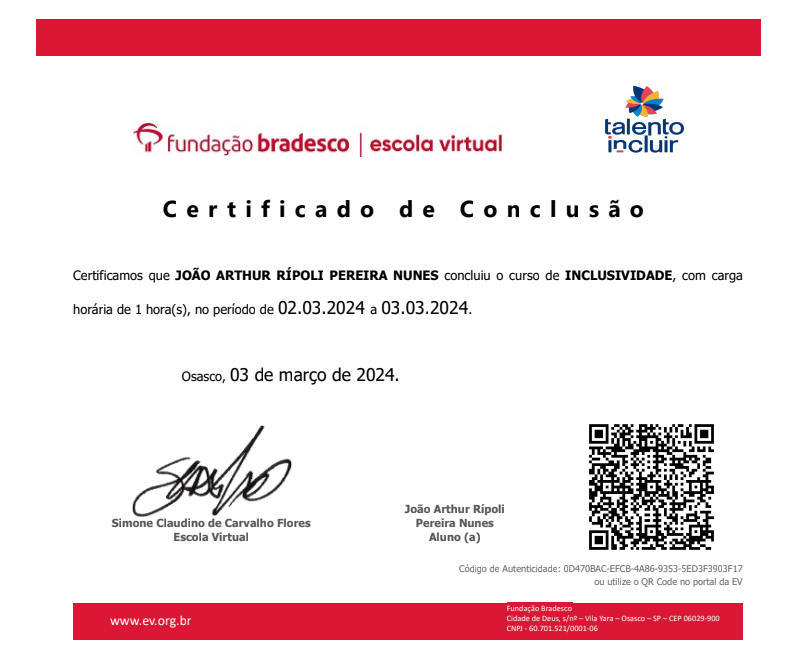 fundação bradesco | escola virtual
talento
incluir
Certificado de Conclusão
Certificamos que JOÃO ARTHUR RÍPOLI PEREIRA NUNES concluiu o curso de INCLUSIVIDADE, com carga
horária de 1 hora(s), no período de 02.03.2024 a 03.03.2024.
Osasco, 03 de março de 2024.
Simone Claudino de Carvalho Flores
Escola Virtual
João Arthur Rípoli
Pereira Nunes
Aluno (a)
Código de Autenticidade: 0D470BAC-EFCB-4A86-9353-5ED3F3903F17
ou utilize o QR Code no portal da EV
www.ev.org.br
Fundação Bradesco
Cidade de Deus, s/nº – Vila Yara – Osasco – SP – CEP 06029-900
CNPJ - 60.701.521/0001-06